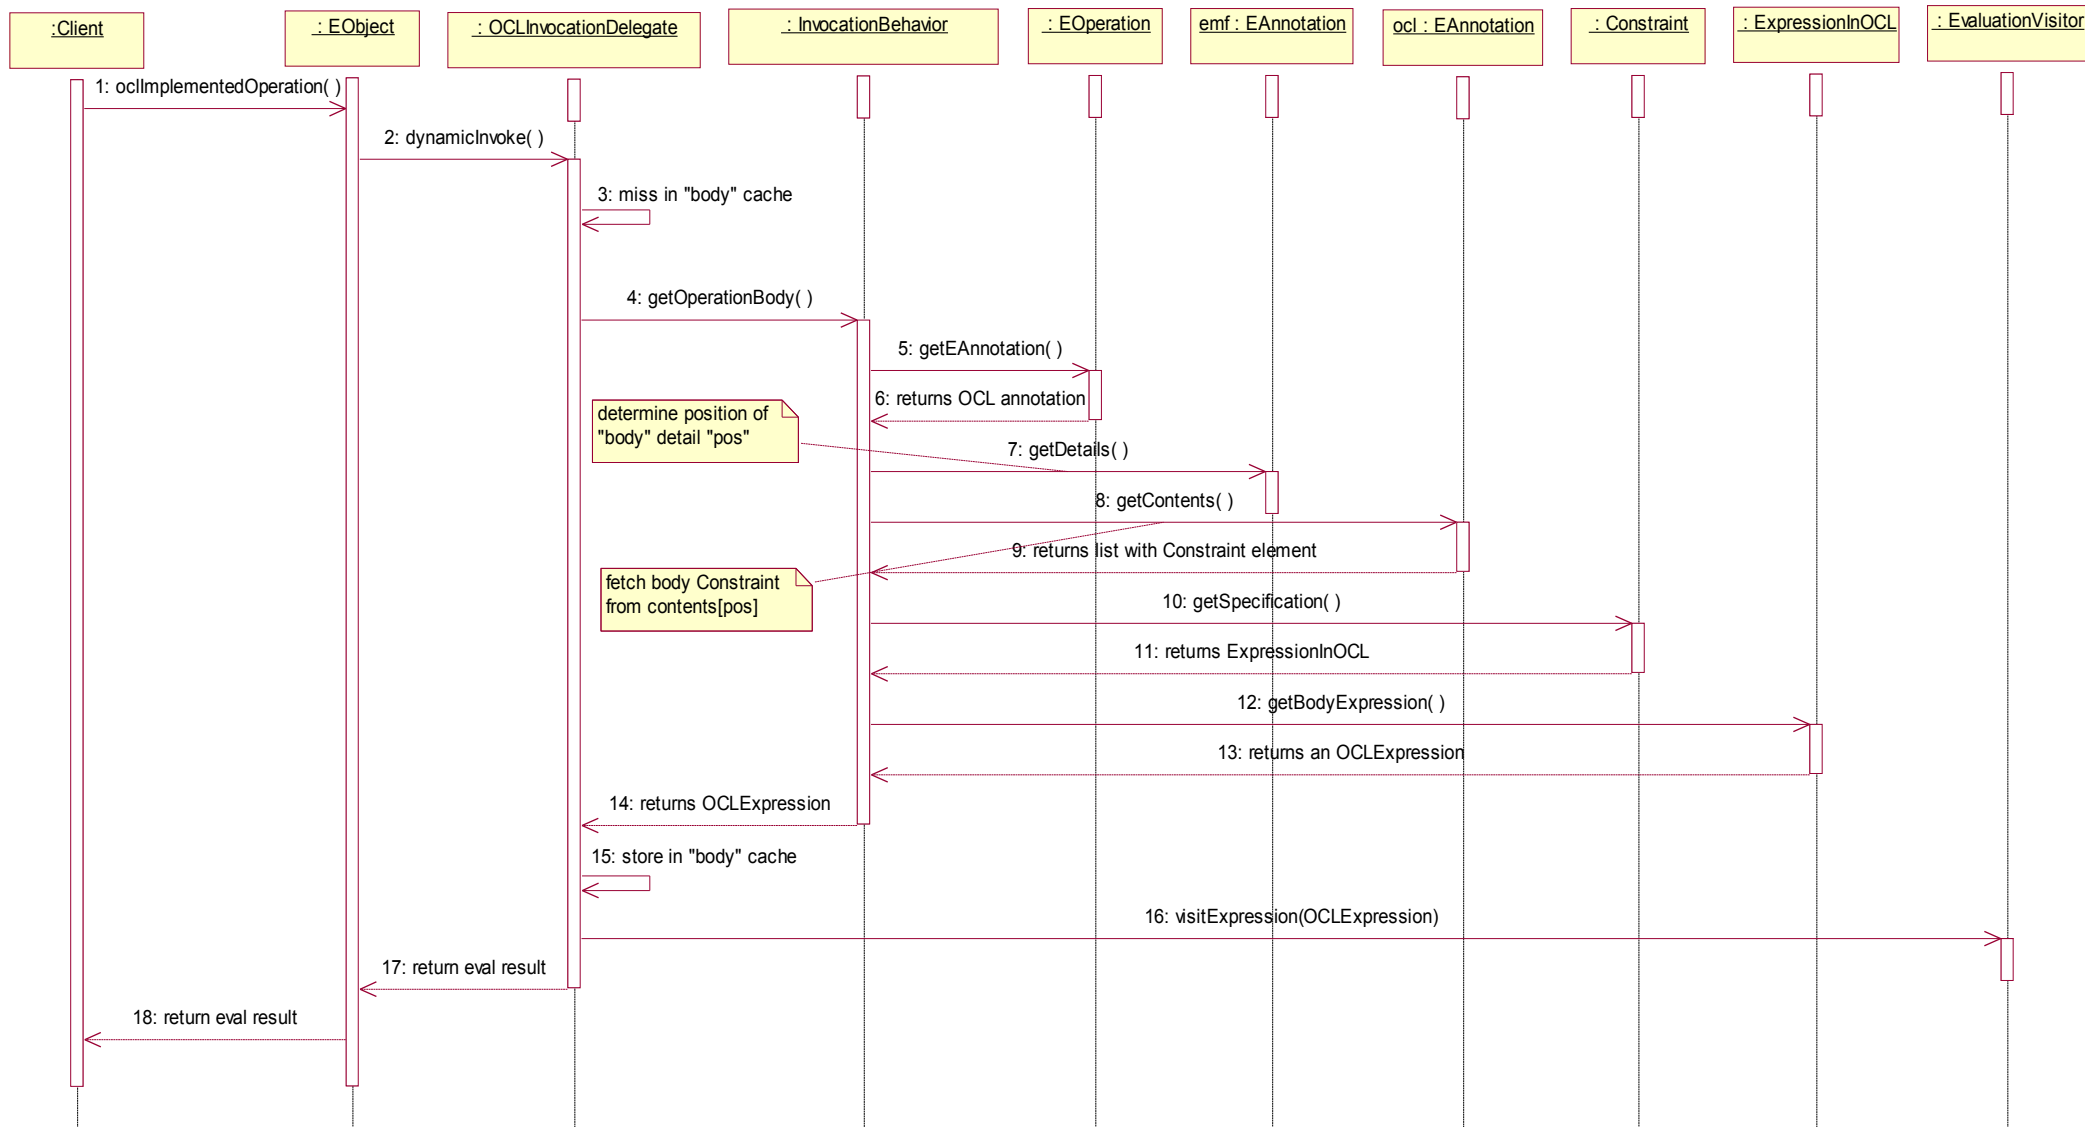 :Client
: EObject
: OCLInvocationDelegate
: InvocationBehavior
: EOperation
emf : EAnnotation
ocl : EAnnotation
: Constraint
: ExpressionInOCL
: EvaluationVisitor
1: oclImplementedOperation( )
2: dynamicInvoke( )
3: miss in "body" cache
4: getOperationBody( )
5: getEAnnotation( )
6: returns OCL annotation
determine position of
"body" detail "pos"
7: getDetails( )
8: getContents( )
9: returns list with Constraint element
fetch body Constraint
from contents[pos]
10: getSpecification( )
11: returns ExpressionInOCL
12: getBodyExpression( )
13: returns an OCLExpression
14: returns OCLExpression
15: store in "body" cache
16: visitExpression(OCLExpression)
17: return eval result
18: return eval result